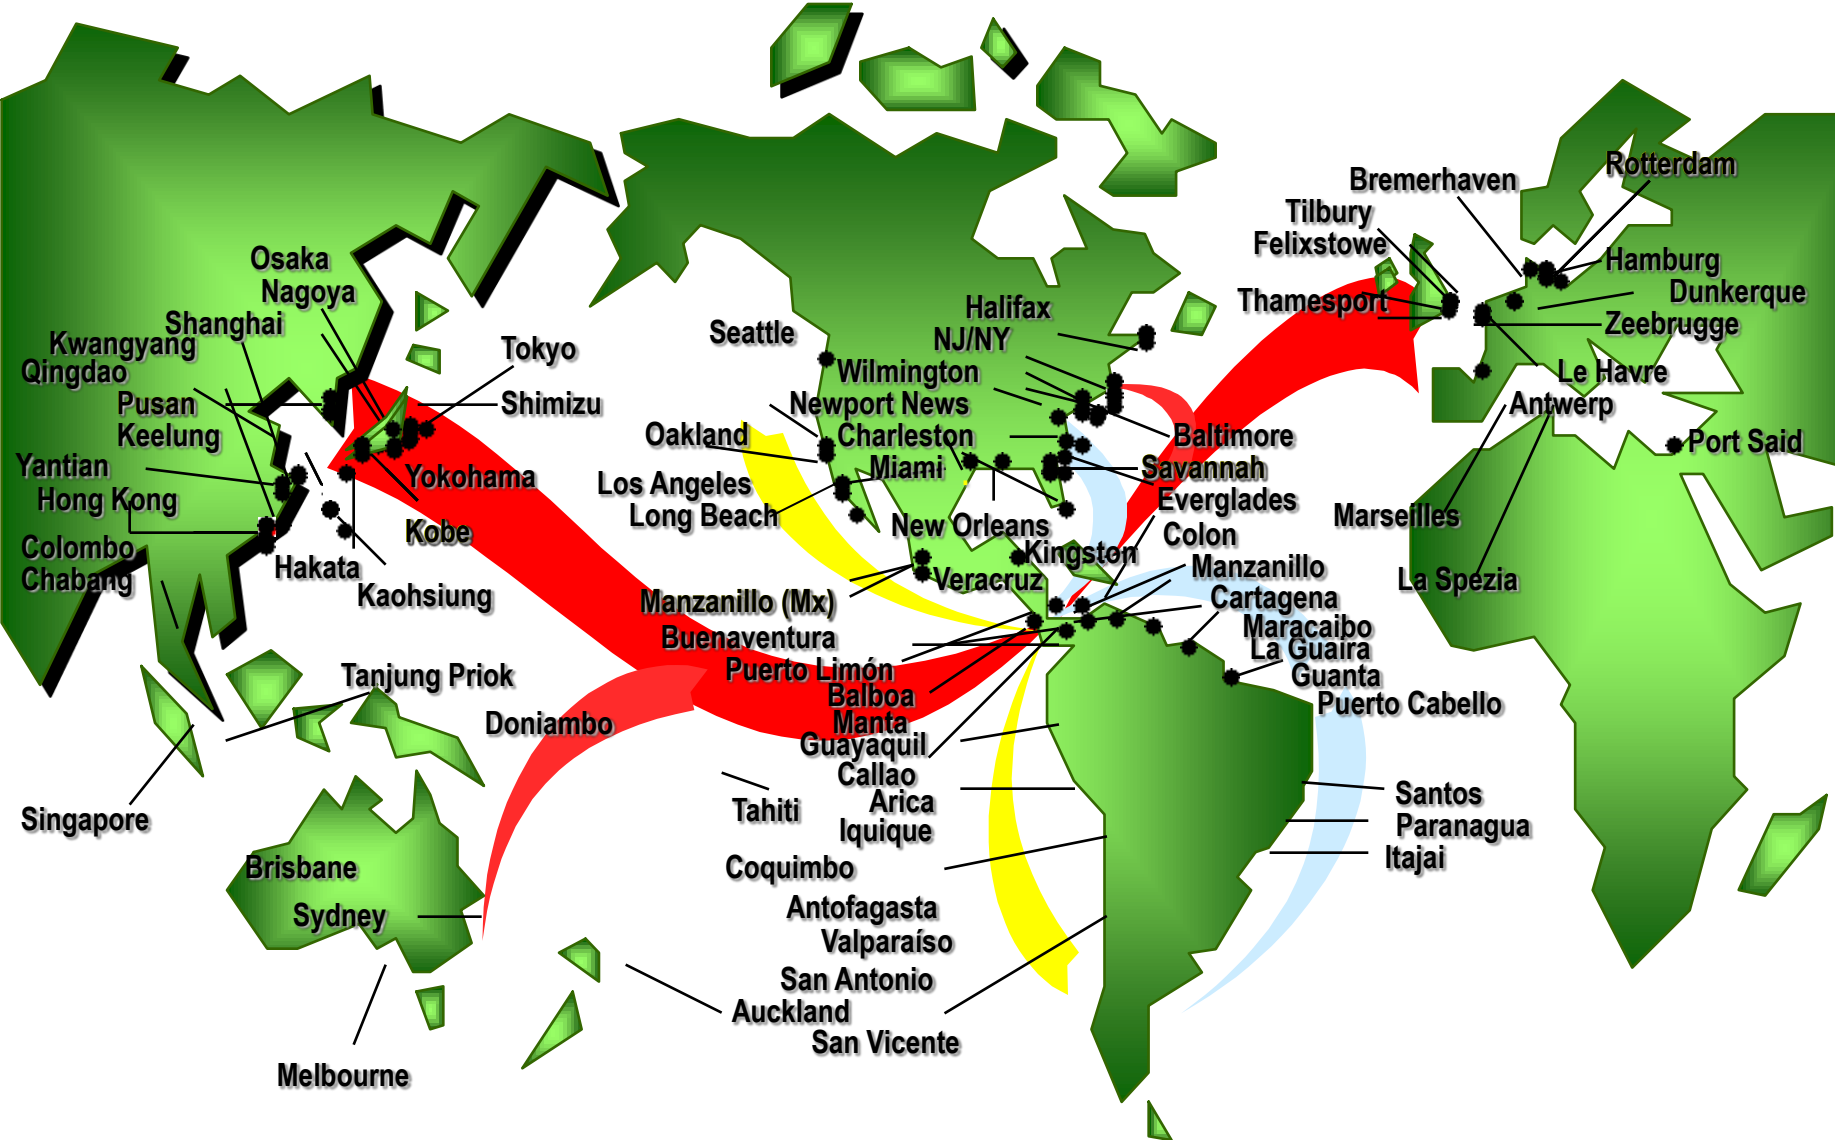 Osaka
Nagoya
Shanghai
Kwangyang
Qingdao
Pusan
Keelung
Yantian
Hong Kong
Colombo
Chabang
Tokyo
Shimizu
Yokohama
Kobe
Hakata
Kaohsiung
Tanjung Priok
Doniambo
Singapore
Brisbane
Sydney
Melbourne
Auckland
Tahiti
Seattle
Oakland
Los Angeles
Long Beach
Halifax
NJ/NY
Wilmington
Newport News
Charleston
Miami
New Orleans
Baltimore
Savannah
Everglades
Kingston
Veracruz
Manzanillo (Mx)
Buenaventura
Puerto Limón
Balboa
Manta
Guayaquil
Callao
Arica
Iquique
Coquimbo
Antofagasta
Valparaíso
San Antonio
San Vicente
Colon
Manzanillo
Cartagena
Maracaibo
La Guaira
Guanta
Puerto Cabello
Santos
Paranagua
Itajai
Bremerhaven
Rotterdam
Tilbury
Felixstowe
Thamesport
Hamburg
Dunkerque
Zeebrugge
Le Havre
Antwerp
Port Said
Marseilles
La Spezia